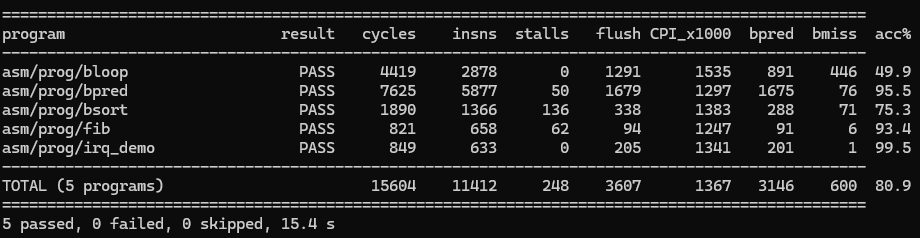 ================================================================================================
program                        result   cycles    insns  stalls   flush CPI_x1000  bpred  bmiss  acc%
------------------------------------------------------------------------------------------------
asm/prog/bloop                   PASS     4419     2878       0    1291      1535    891    446  49.9
asm/prog/bpred                   PASS     7625     5877      50    1679      1297   1675     76  95.5
asm/prog/bsort                   PASS     1890     1366     136     338      1383    288     71  75.3
asm/prog/fib                     PASS      821      658      62      94      1247     91      6  93.4
asm/prog/irq_demo                PASS      849      633       0     205      1341    201      1  99.5
------------------------------------------------------------------------------------------------
TOTAL (5 programs)                       15604    11412     248    3607      1367   3146    600  80.9
================================================================================================
5 passed, 0 failed, 0 skipped, 15.4 s